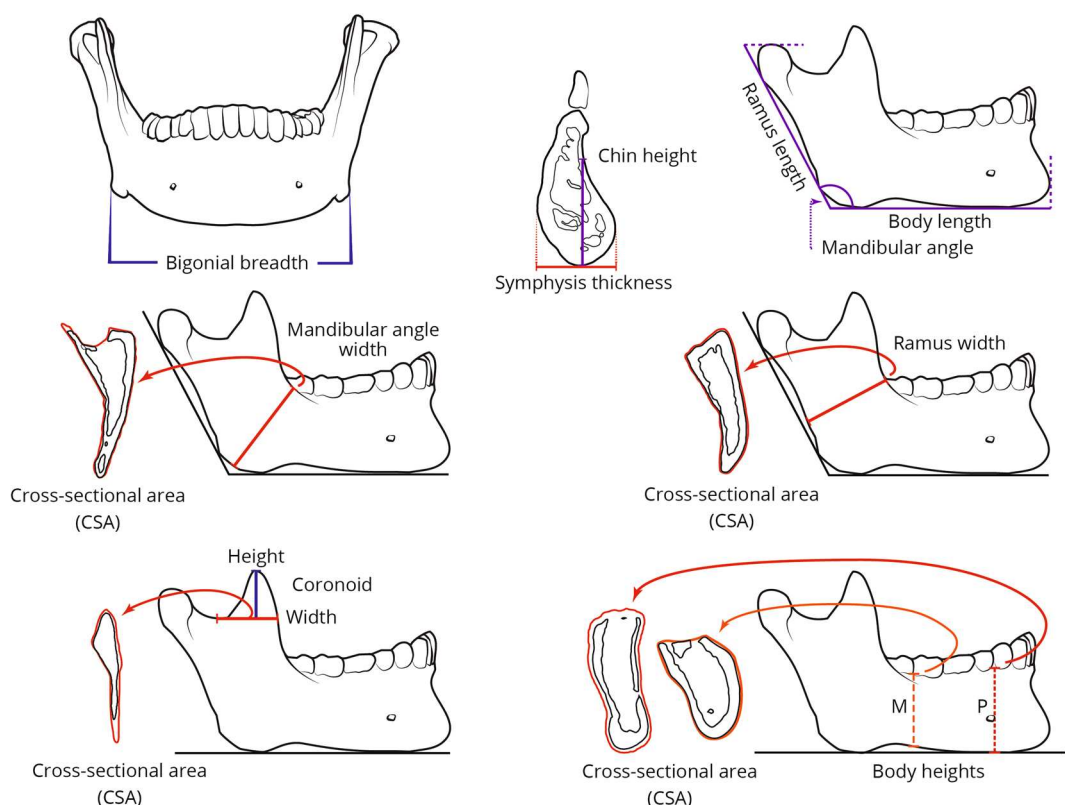 Chin height
Ramus length
Body length
Mandibular angle
Bigonial breadth
Symphysis thickness
Mandibular angle
width
Cross-sectional area
(CSA)
Ramus width
Cross-sectional area
(CSA)
Height
Coronoid
Width
Cross-sectional area
(CSA)
M
P
Cross-sectional area
(CSA)
Body heights